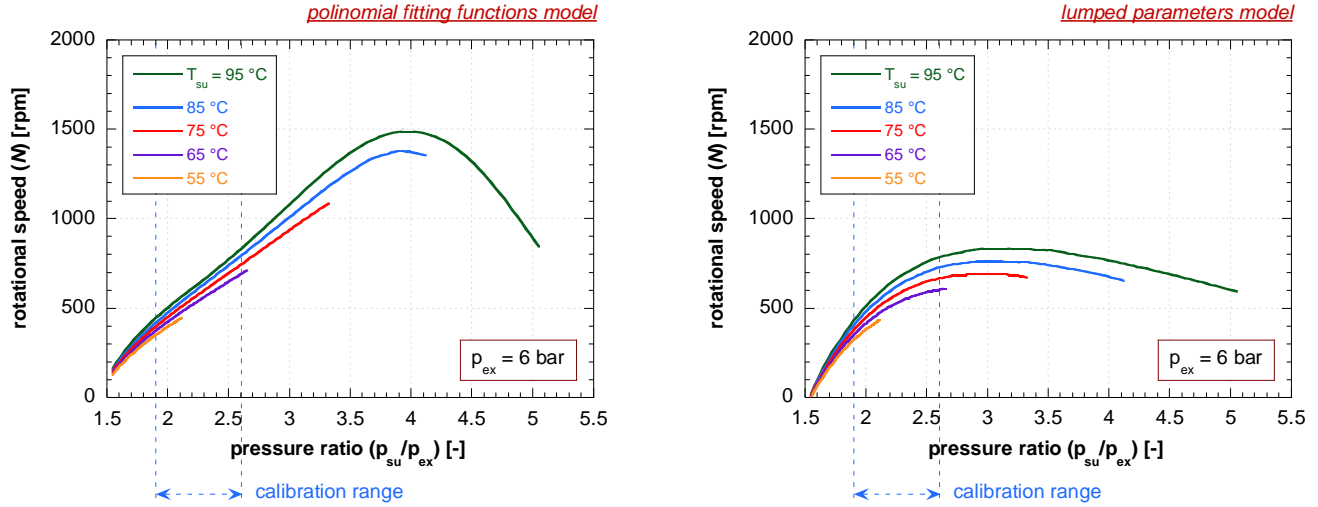 polinomial fitting functions model
2000
1500
1000
500
0
rotational speed (N) [rpm]
T_su = 95 °C
85 °C
75 °C
65 °C
55 °C
p_ex = 6 bar
1.5 2 2.5 3 3.5 4 4.5 5 5.5
pressure ratio (p_su/p_ex) [-]
calibration range
lumped parameters model
2000
1500
1000
500
0
rotational speed (N) [rpm]
T_su = 95 °C
85 °C
75 °C
65 °C
55 °C
p_ex = 6 bar
1.5 2 2.5 3 3.5 4 4.5 5 5.5
pressure ratio (p_su/p_ex) [-]
calibration range